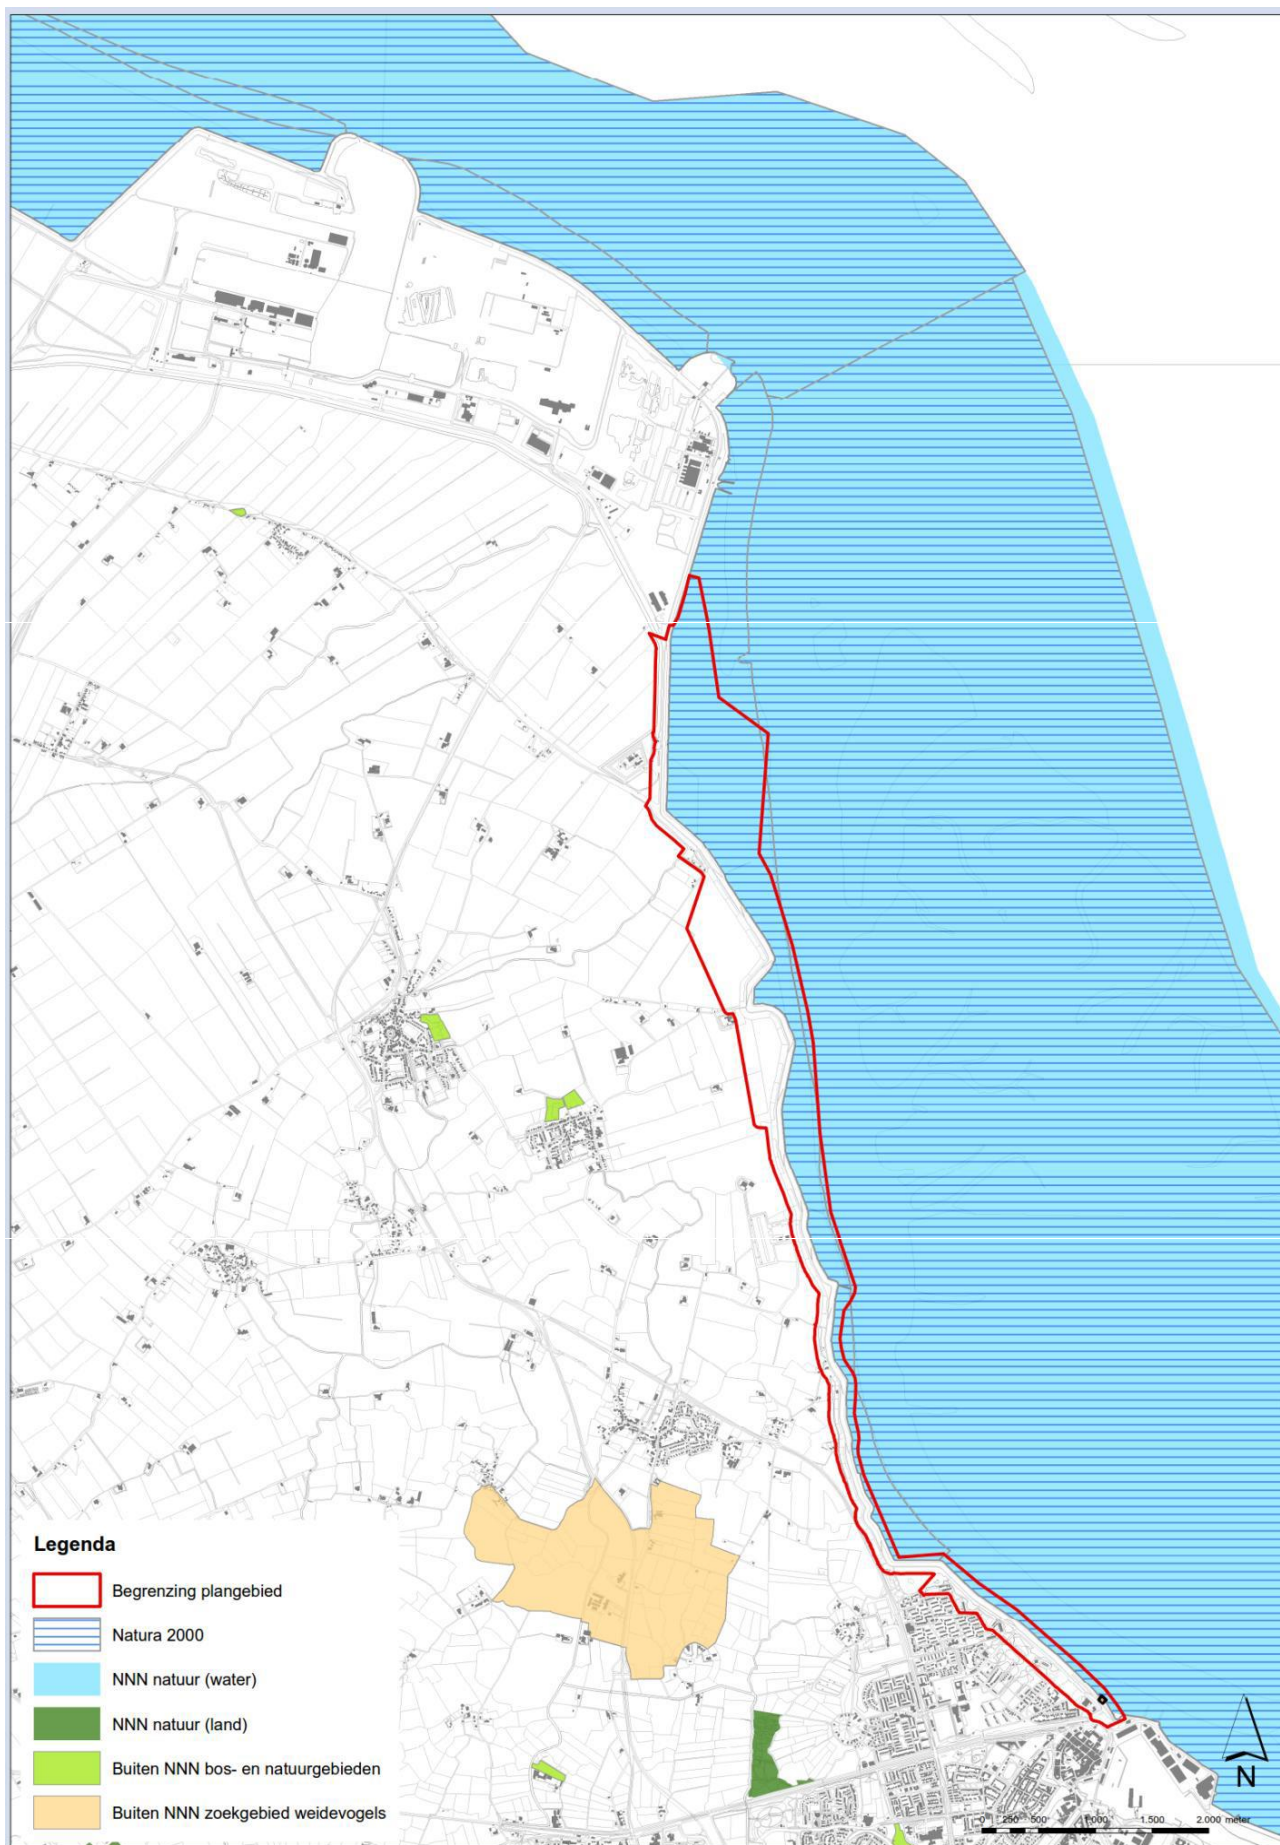 Legenda
Begrenzing plangebied
Natura 2000
NNN natuur (water)
NNN natuur (land)
Buiten NNN bos- en natuurgebieden
Buiten NNN zoekgebied weidevogels
N
0 250 500 1.000 1.500 2.000 meter